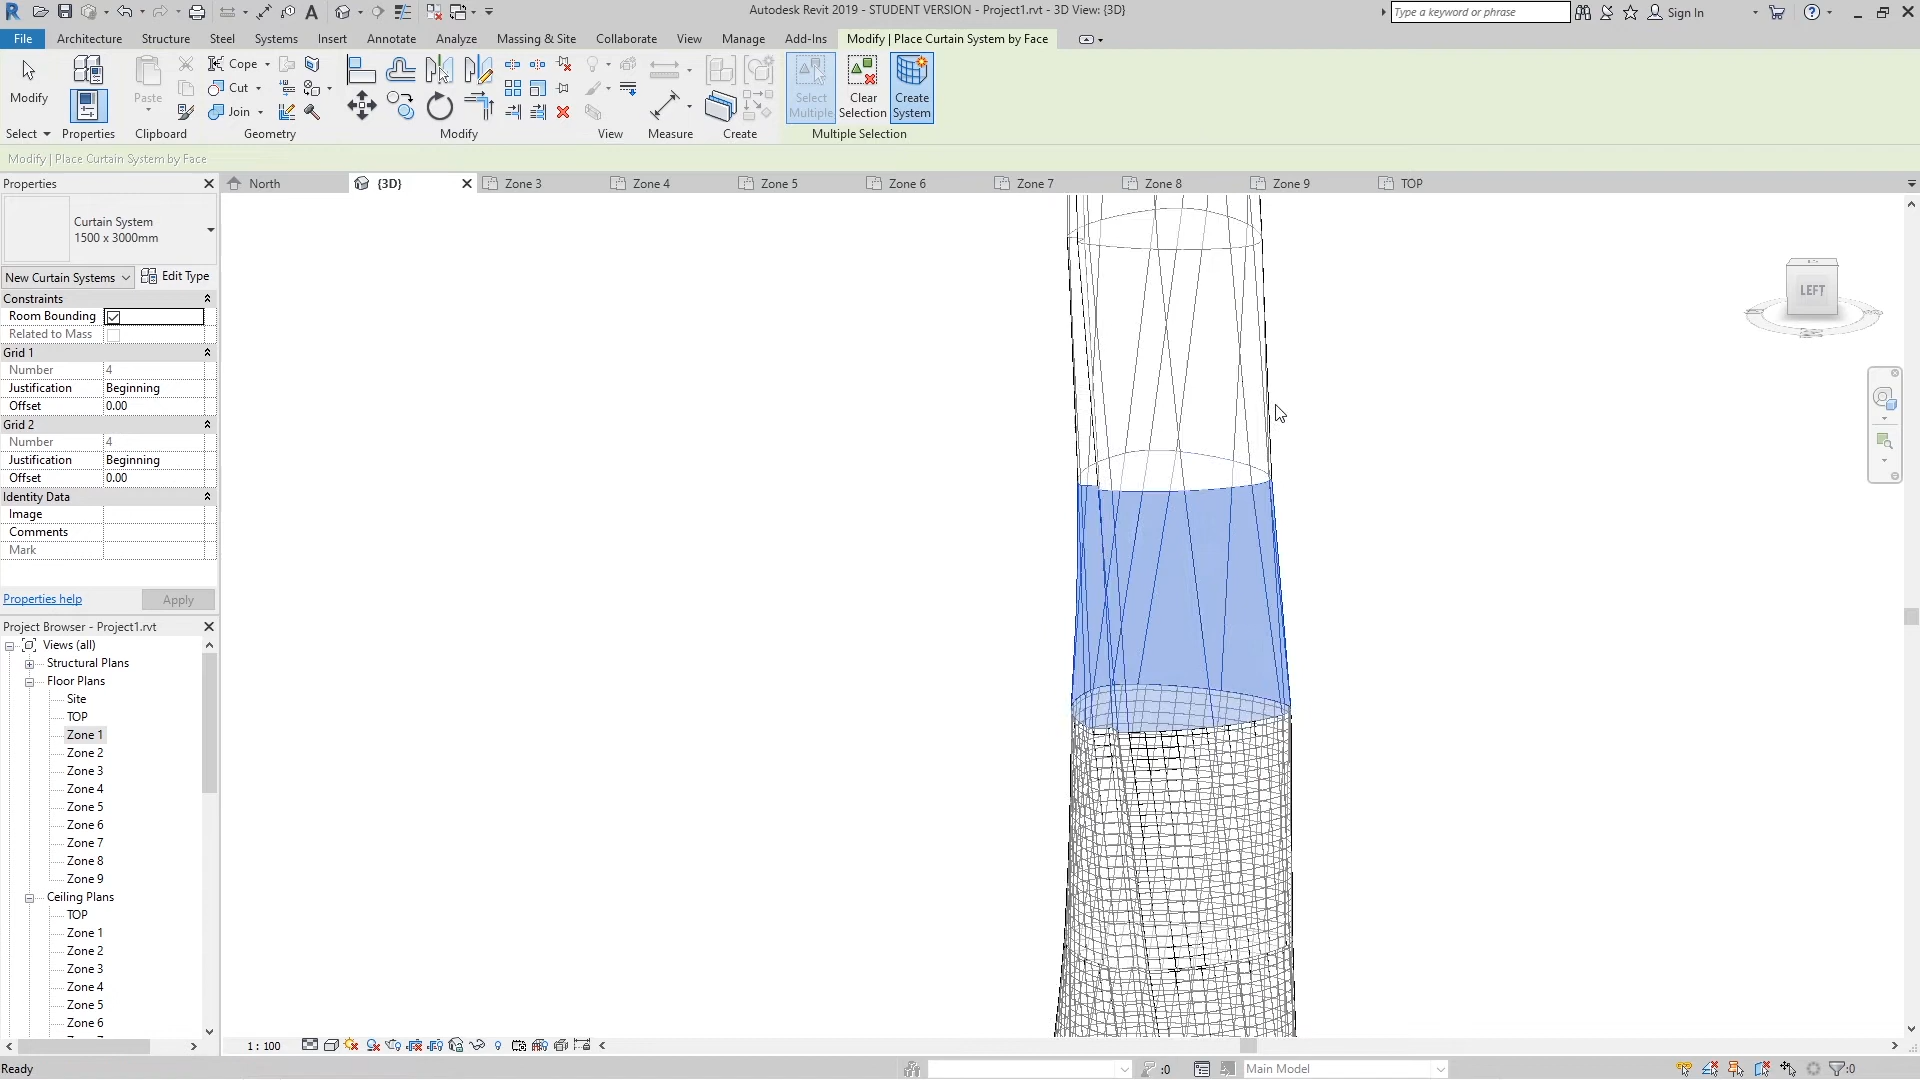 Autodesk Revit 2019 - STUDENT VERSION - Project1.rvt - 3D View: {3D}
Type a keyword or phrase
Sign In
File Architecture Structure Steel Systems Insert Annotate Analyze Massing & Site Collaborate View Manage Add-Ins Modify | Place Curtain System by Face
Modify
Paste
Cope
Cut
Join
Select Multiple
Clear Selection
Create System
Select Properties Clipboard Geometry Modify View Measure Create Multiple Selection
Modify | Place Curtain System by Face
Properties
North
{3D}
Zone 3
Zone 4
Zone 5
Zone 6
Zone 7
Zone 8
Zone 9
TOP
Curtain System
1500 x 3000mm
New Curtain Systems
Edit Type
Constraints
Room Bounding
Related to Mass
Grid 1
Number 4
Justification Beginning
Offset 0.00
Grid 2
Number 4
Justification Beginning
Offset 0.00
Identity Data
Image
Comments
Mark
Properties help
Apply
Project Browser - Project1.rvt
Views (all)
Structural Plans
Floor Plans
Site
TOP
Zone 1
Zone 2
Zone 3
Zone 4
Zone 5
Zone 6
Zone 7
Zone 8
Zone 9
Ceiling Plans
TOP
Zone 1
Zone 2
Zone 3
Zone 4
Zone 5
Zone 6
LEFT
1 : 100
Ready
:0
Main Model
:0